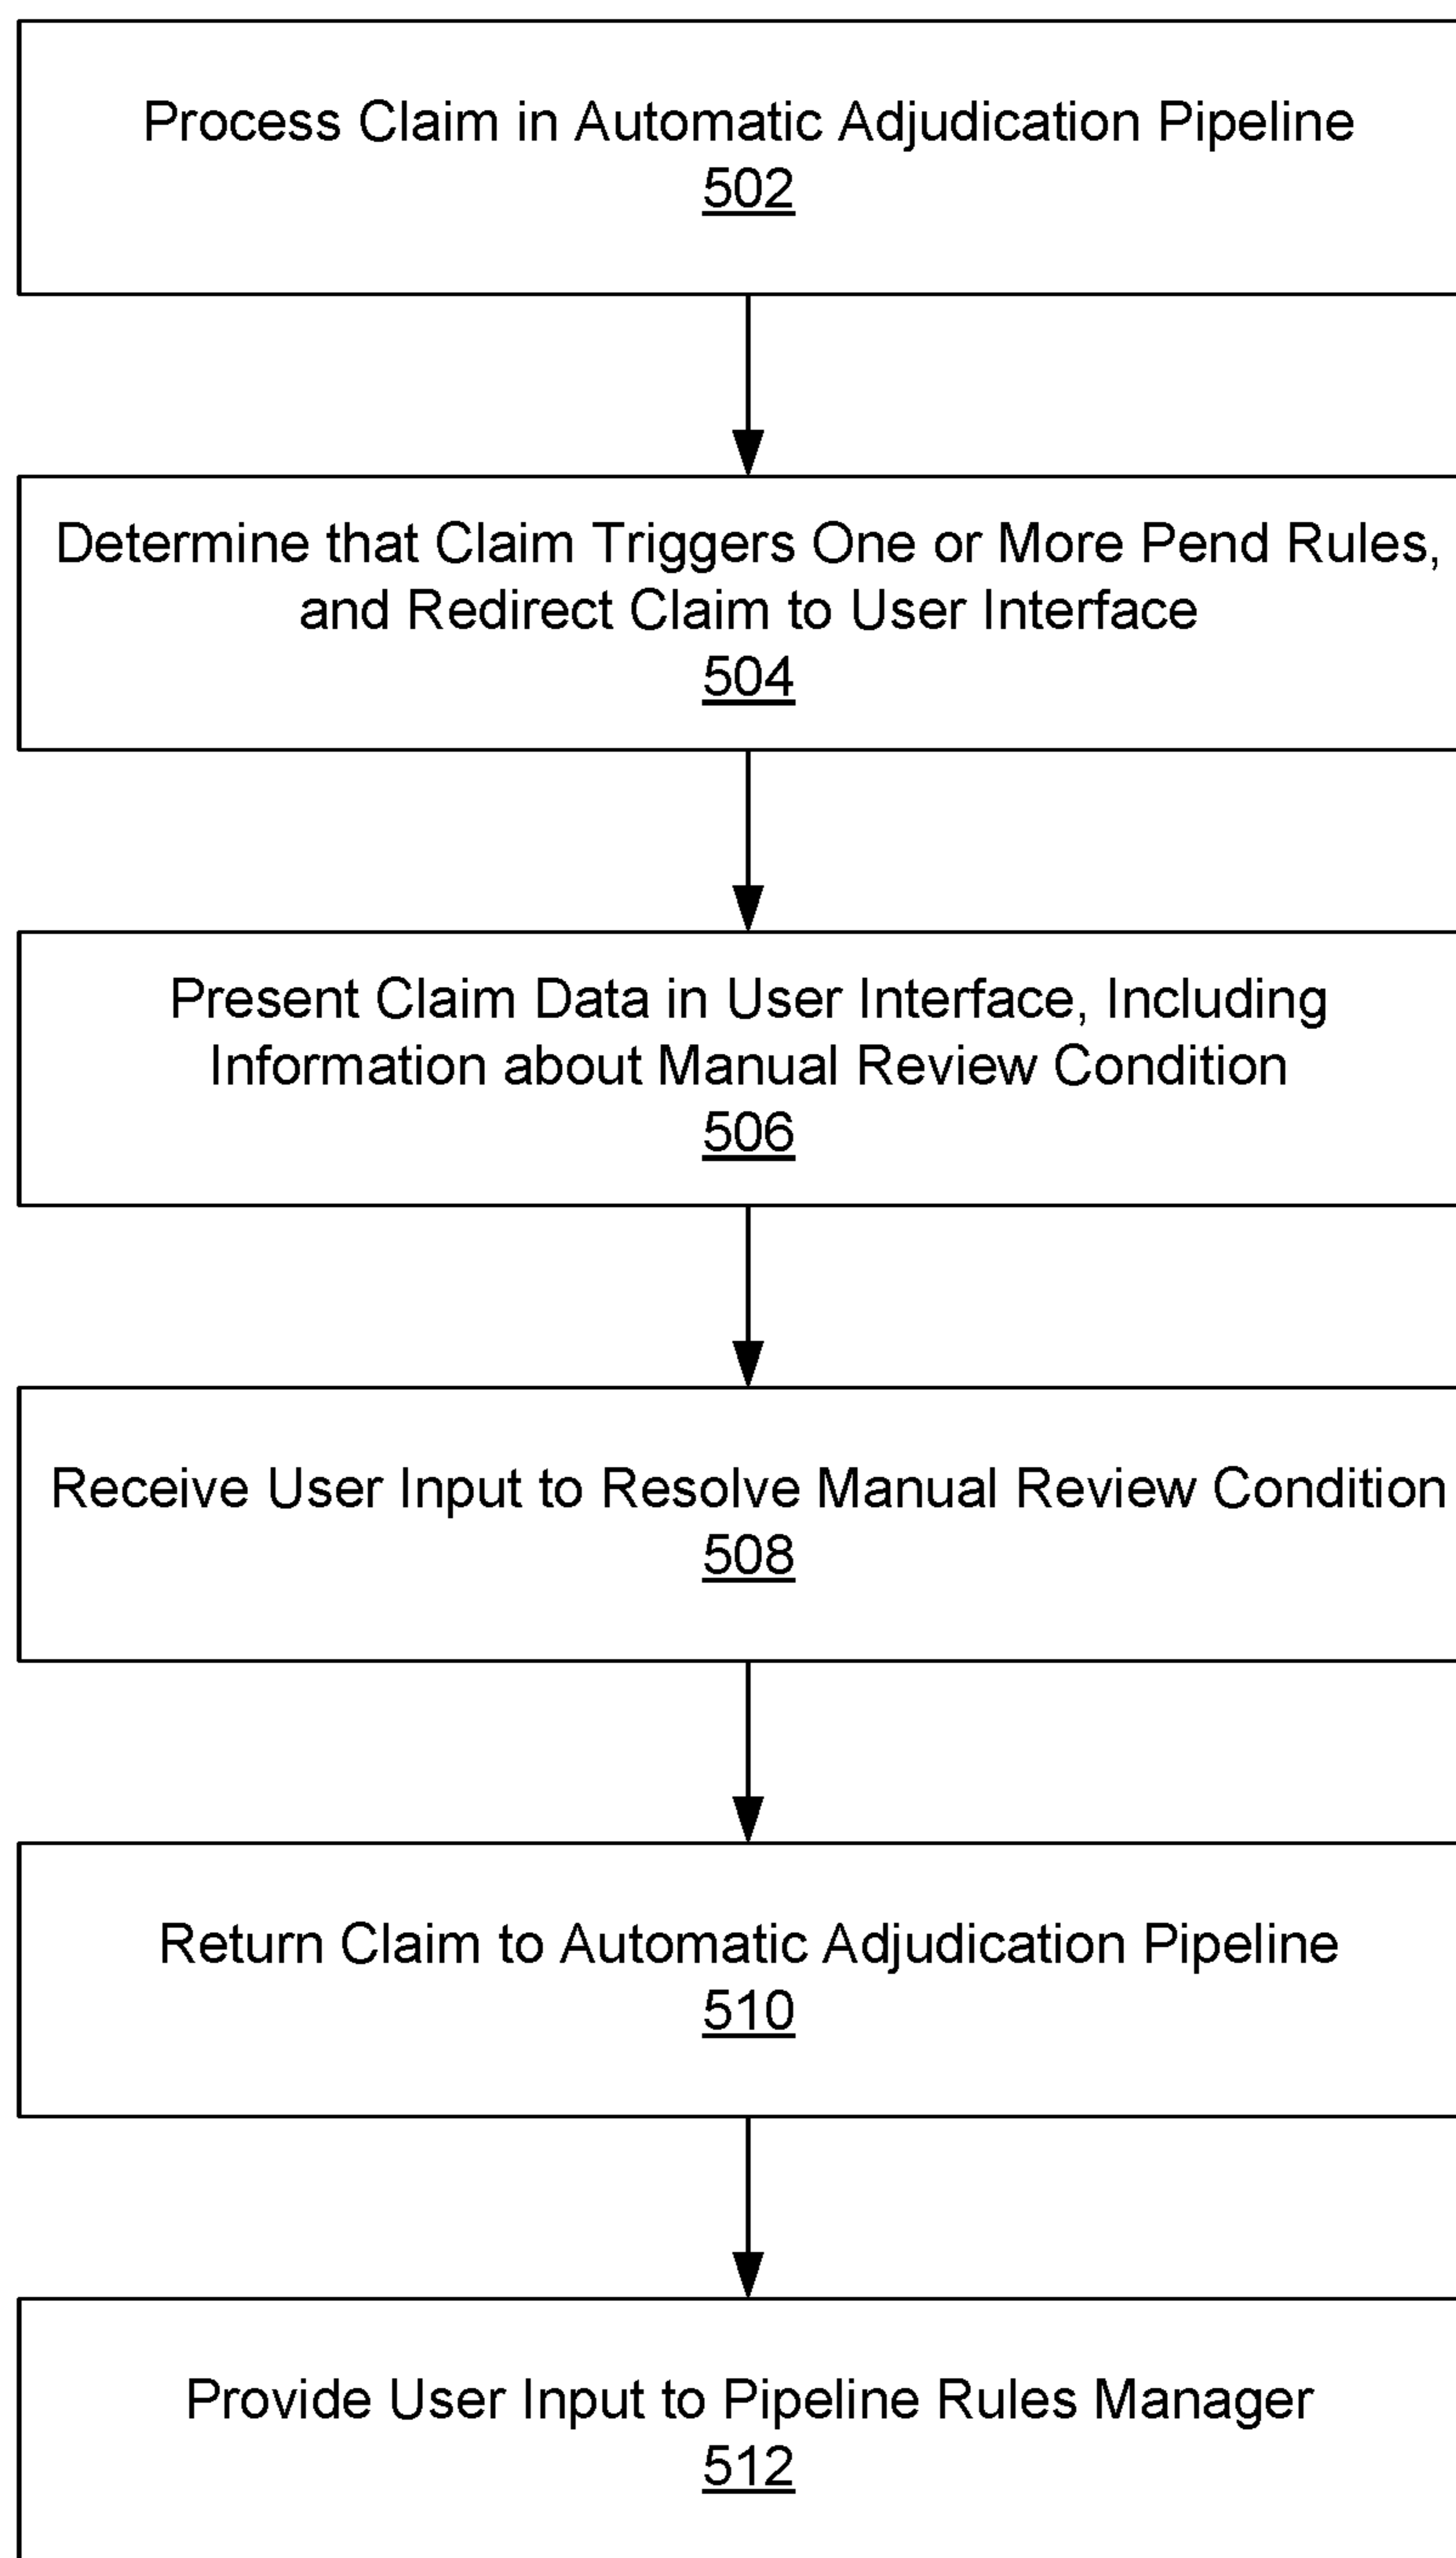 Process Claim in Automatic Adjudication Pipeline
502
Determine that Claim Triggers One or More Pend Rules,
and Redirect Claim to User Interface
504
Present Claim Data in User Interface, Including
Information about Manual Review Condition
506
Receive User Input to Resolve Manual Review Condition
508
Return Claim to Automatic Adjudication Pipeline
510
Provide User Input to Pipeline Rules Manager
512